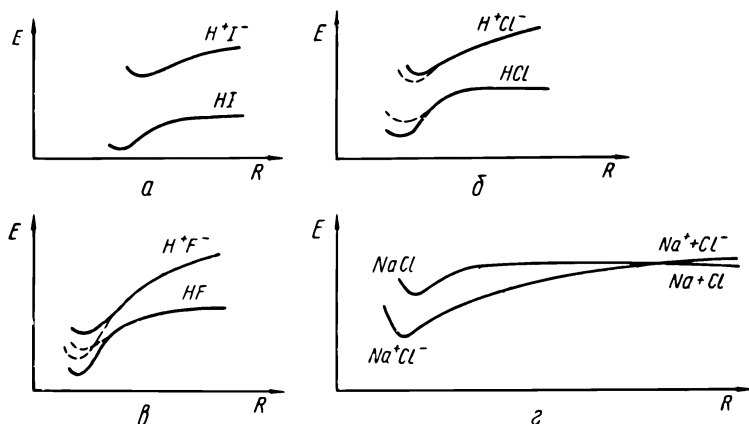 E
H⁺I⁻
HI
R
а
E
H⁺Cl⁻
HCl
R
б
E
H⁺F⁻
HF
R
в
E
NaCl
Na⁺Cl⁻
Na⁺+Cl⁻
Na+Cl
R
г